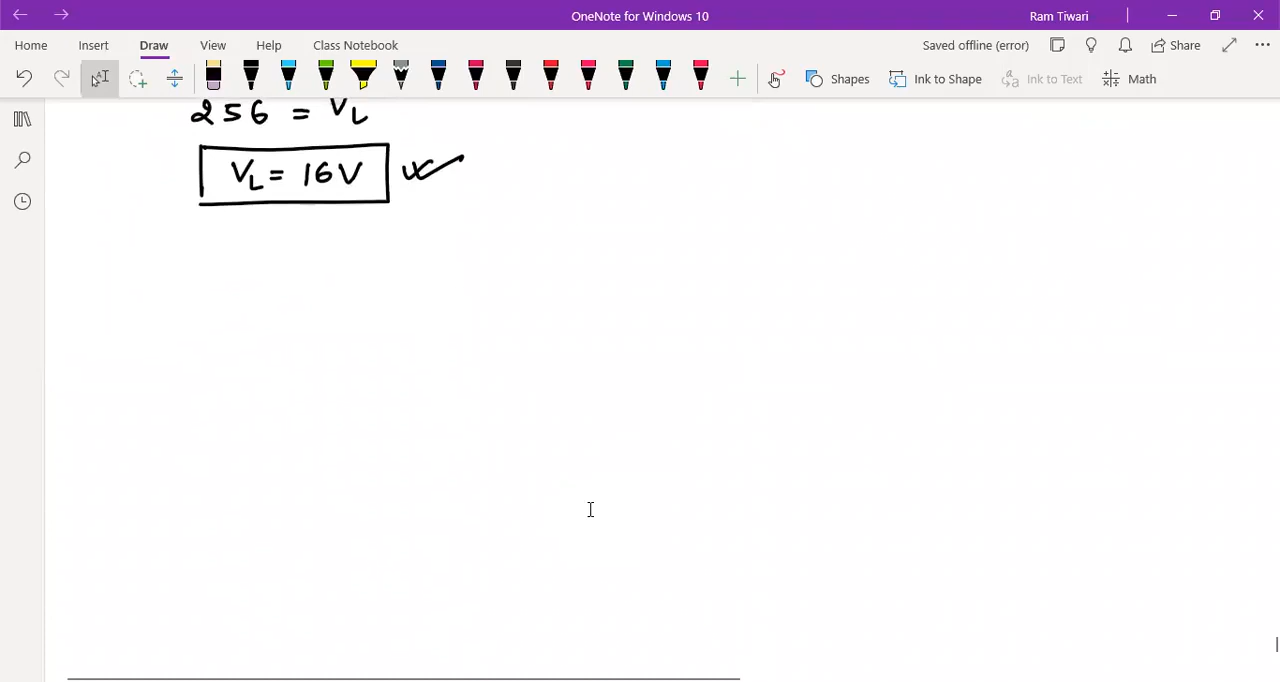 OneNote for Windows 10
Ram Tiwari
Home Insert Draw View Help Class Notebook
Saved offline (error)
Share
Shapes
Ink to Shape
Ink to Text
Math
256 = VL
VL = 16V